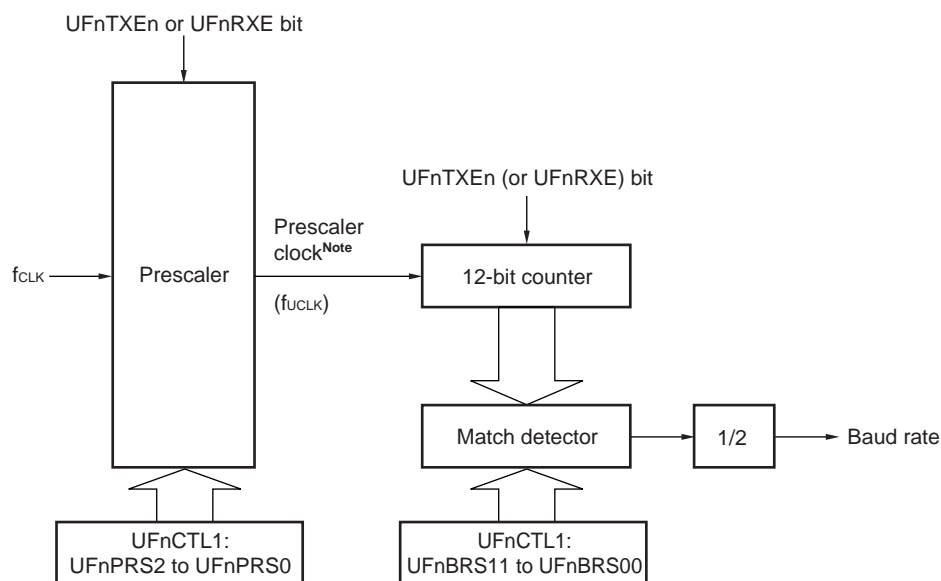 UFnTXEn or UFnRXE bit
UFnTXEn (or UFnRXE) bit
Prescaler
clockNote
fCLK
Prescaler
12-bit counter
(fUCLK)
Match detector
1/2
Baud rate
UFnCTL1:
UFnPRS2 to UFnPRS0
UFnCTL1:
UFnBRS11 to UFnBRS00